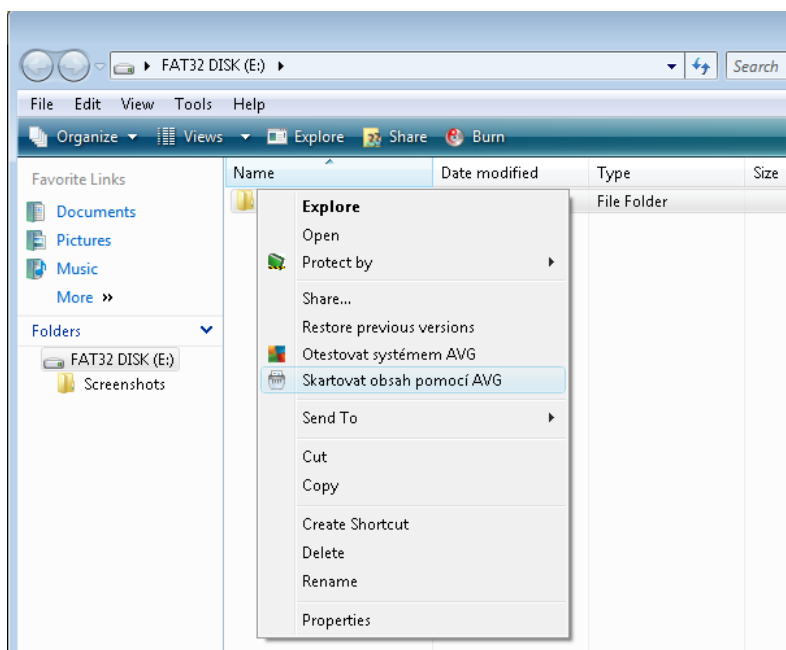 FAT32 DISK (E:)
Search
File Edit View Tools Help
Organize Views Explore Share Burn
Favorite Links
Documents
Pictures
Music
More »
Folders
FAT32 DISK (E:)
Screenshots
Name Date modified Type Size
File Folder
Explore
Open
Protect by
Share...
Restore previous versions
Otestovat systémem AVG
Skartovat obsah pomocí AVG
Send To
Cut
Copy
Create Shortcut
Delete
Rename
Properties